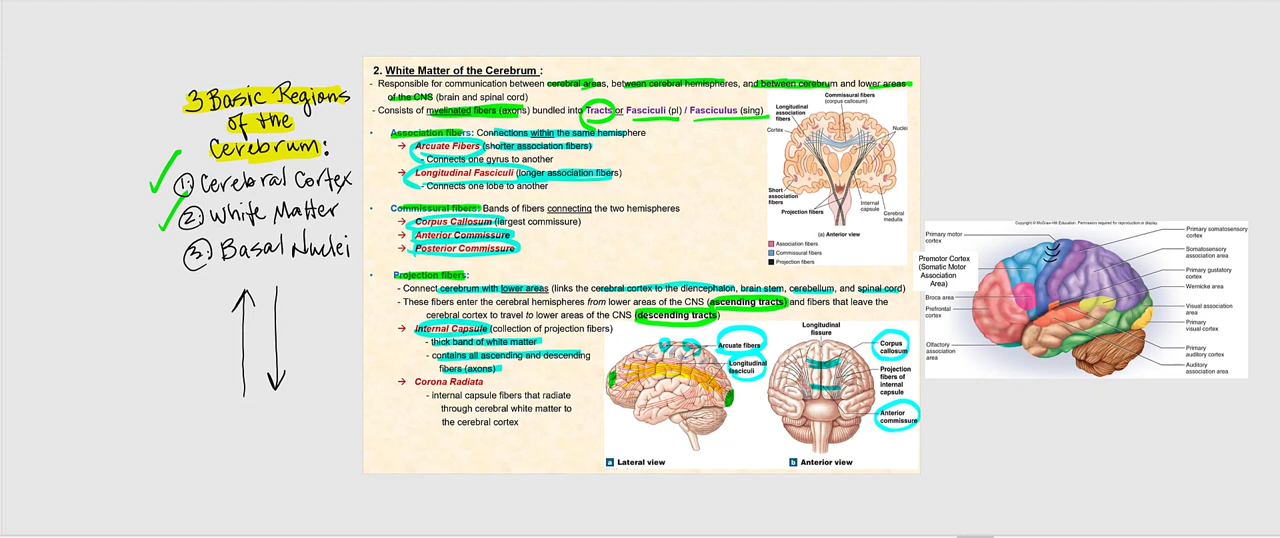 3 Basic Regions
of the
Cerebrum:
① Cerebral Cortex
② White Matter
③ Basal Nuclei
2. White Matter of the Cerebrum :
- Responsible for communication between cerebral areas, between cerebral hemispheres, and between cerebrum and lower areas
of the CNS (brain and spinal cord)
- Consists of myelinated fibers (axons) bundled into Tracts or Fasciculi (pl) / Fasciculus (sing)
• Association fibers: Connections within the same hemisphere
→ Arcuate Fibers (shorter association fibers)
- Connects one gyrus to another
→ Longitudinal Fasciculi (longer association fibers)
- Connects one lobe to another
• Commissural fibers: Bands of fibers connecting the two hemispheres
→ Corpus Callosum (largest commissure)
→ Anterior Commissure
→ Posterior Commissure
• Projection fibers:
- Connect cerebrum with lower areas (links the cerebral cortex to the diencephalon, brain stem, cerebellum, and spinal cord)
- These fibers enter the cerebral hemispheres from lower areas of the CNS (ascending tracts) and fibers that leave the
cerebral cortex to travel to lower areas of the CNS (descending tracts)
→ Internal Capsule (collection of projection fibers)
- thick band of white matter
- contains all ascending and descending
fibers (axons)
→ Corona Radiata
- internal capsule fibers that radiate
through cerebral white matter to
the cerebral cortex
Commissural fibers
(corpus callosum)
Longitudinal
association
fibers
Cortex
Nuclei
Short
association
fibers
Projection fibers
Internal
capsule
Cerebral
medulla
(a) Anterior view
Association fibers
Commissural fibers
Projection fibers
Arcuate fibers
Longitudinal
fasciculi
a Lateral view
Longitudinal
fissure
Corpus
callosum
Projection
fibers of
internal
capsule
Anterior
commissure
b Anterior view
Copyright © McGraw-Hill Education. Permission required for reproduction or display.
Primary motor
cortex
Premotor Cortex
(Somatic Motor
Association
Area)
Broca area
Prefrontal
cortex
Olfactory
association
area
Primary somatosensory
cortex
Somatosensory
association area
Primary gustatory
cortex
Wernicke area
Visual association
area
Primary
visual cortex
Primary
auditory cortex
Auditory
association area